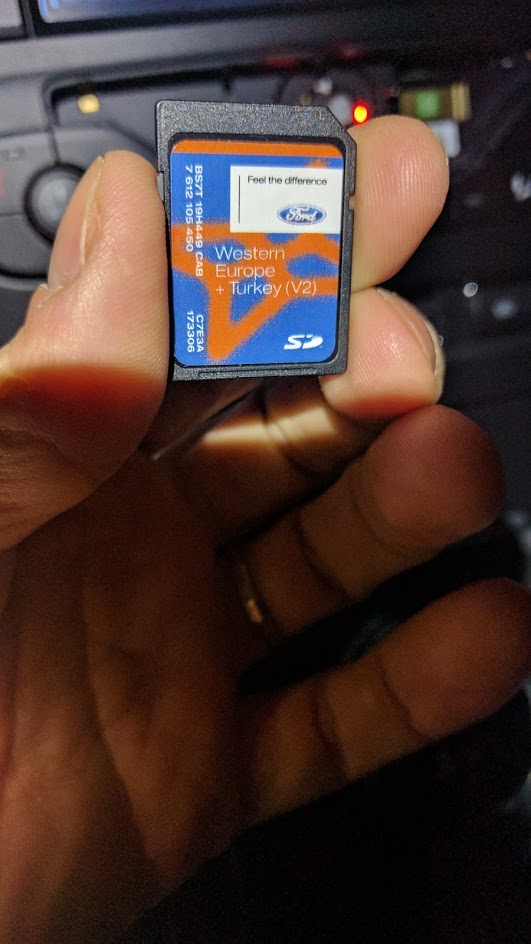 Feel the difference
Ford
Western
Europe
+ Turkey (V2)
BS7T 19H449 CAB
7 612 105 450
C7E3A
173306
SD